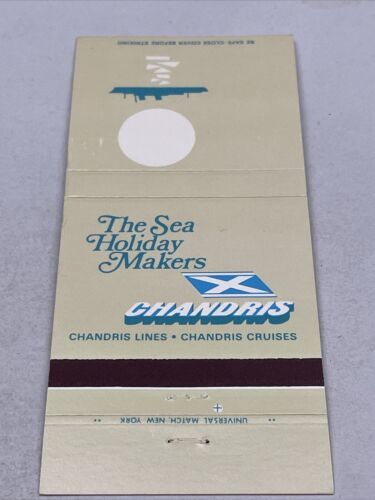 BE SAFE-CLOSE COVER BEFORE STRIKING
The Sea
Holiday
Makers
X
CHANDRIS
CHANDRIS LINES • CHANDRIS CRUISES
UNIVERSAL MATCH, NEW YORK